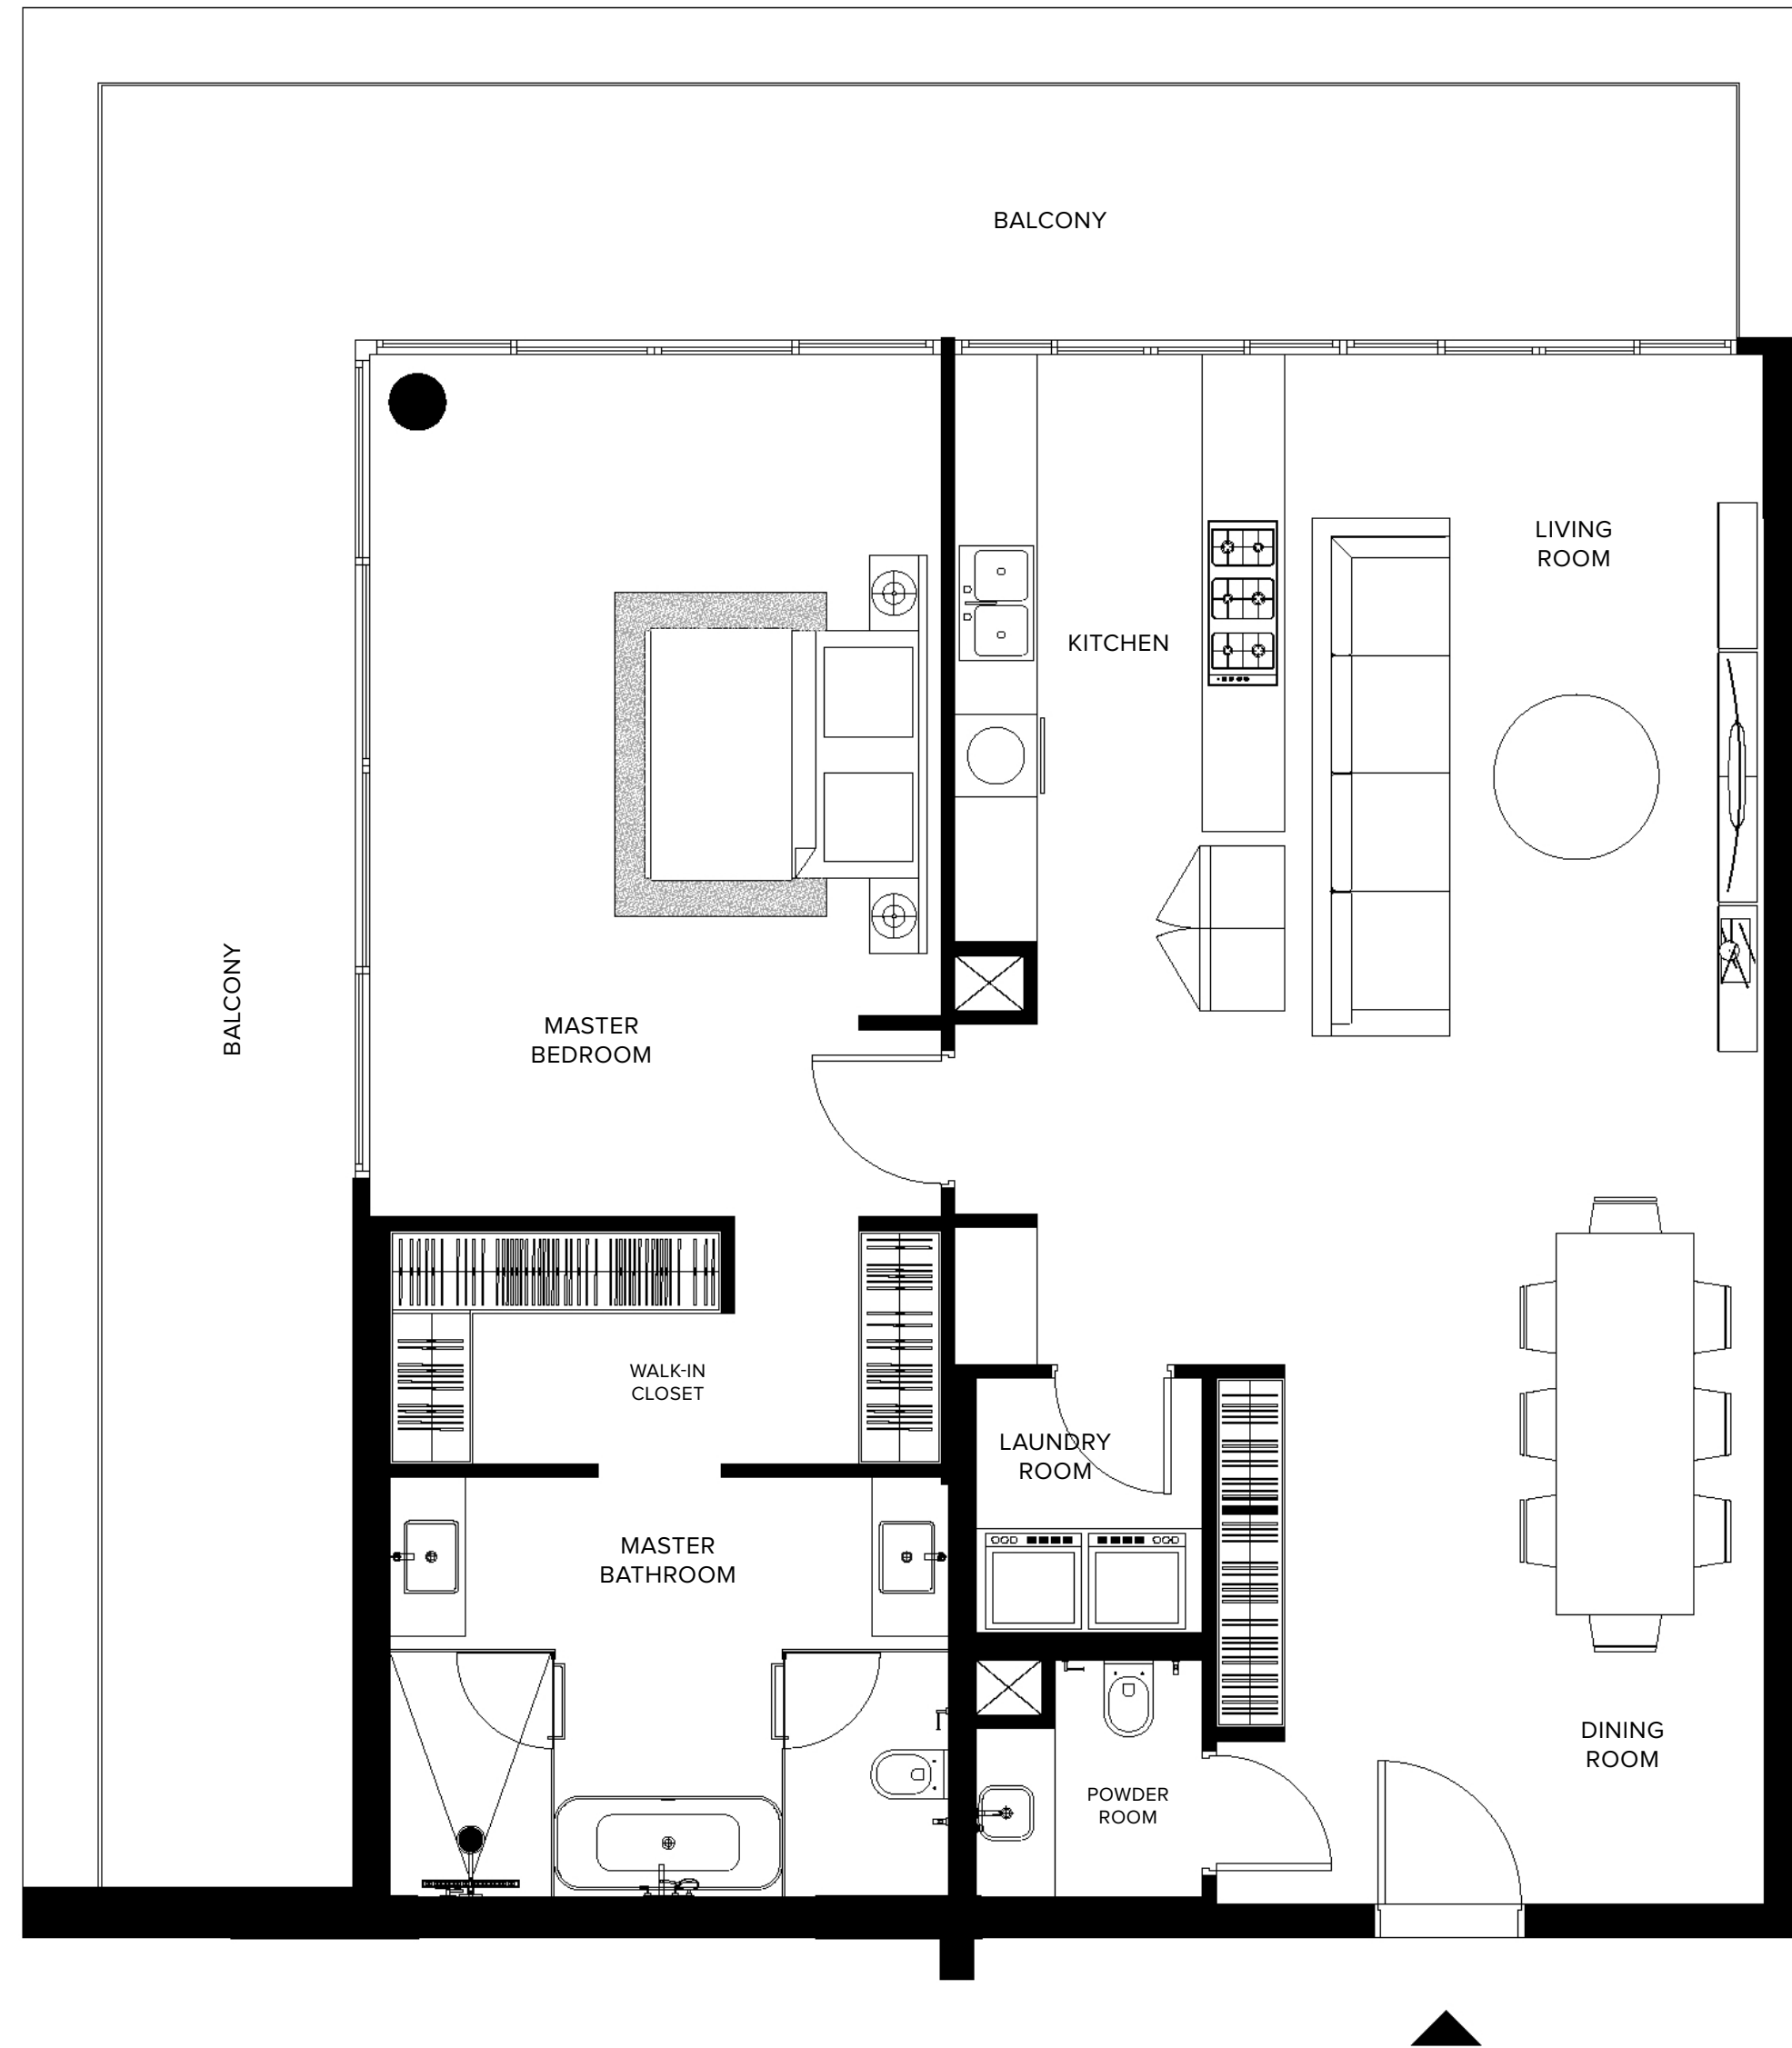 BALCONY
LIVING
ROOM
KITCHEN
BALCONY
MASTER
BEDROOM
WALK-IN
CLOSET
LAUNDRY
ROOM
MASTER
BATHROOM
DINING
ROOM
POWDER
ROOM